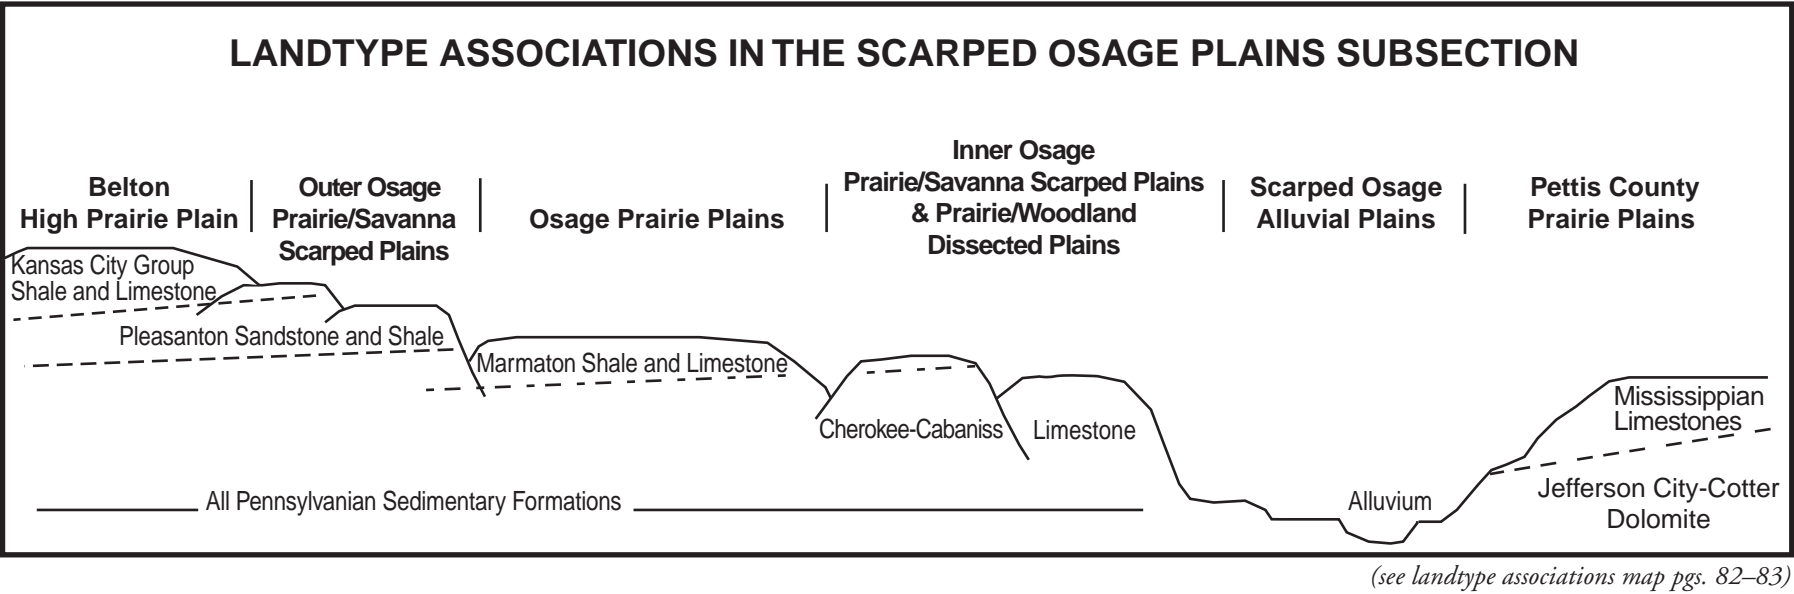 LANDTYPE ASSOCIATIONS IN THE SCARPED OSAGE PLAINS SUBSECTION
Belton
High Prairie Plain
Outer Osage
Prairie/Savanna
Scarped Plains
Osage Prairie Plains
Inner Osage
Prairie/Savanna Scarped Plains
& Prairie/Woodland
Dissected Plains
Scarped Osage
Alluvial Plains
Pettis County
Prairie Plains
Kansas City Group
Shale and Limestone
Pleasanton Sandstone and Shale
Marmaton Shale and Limestone
Cherokee-Cabaniss
Limestone
Mississippian
Limestones
Jefferson City-Cotter
Dolomite
Alluvium
All Pennsylvanian Sedimentary Formations
(see landtype associations map pgs. 82–83)